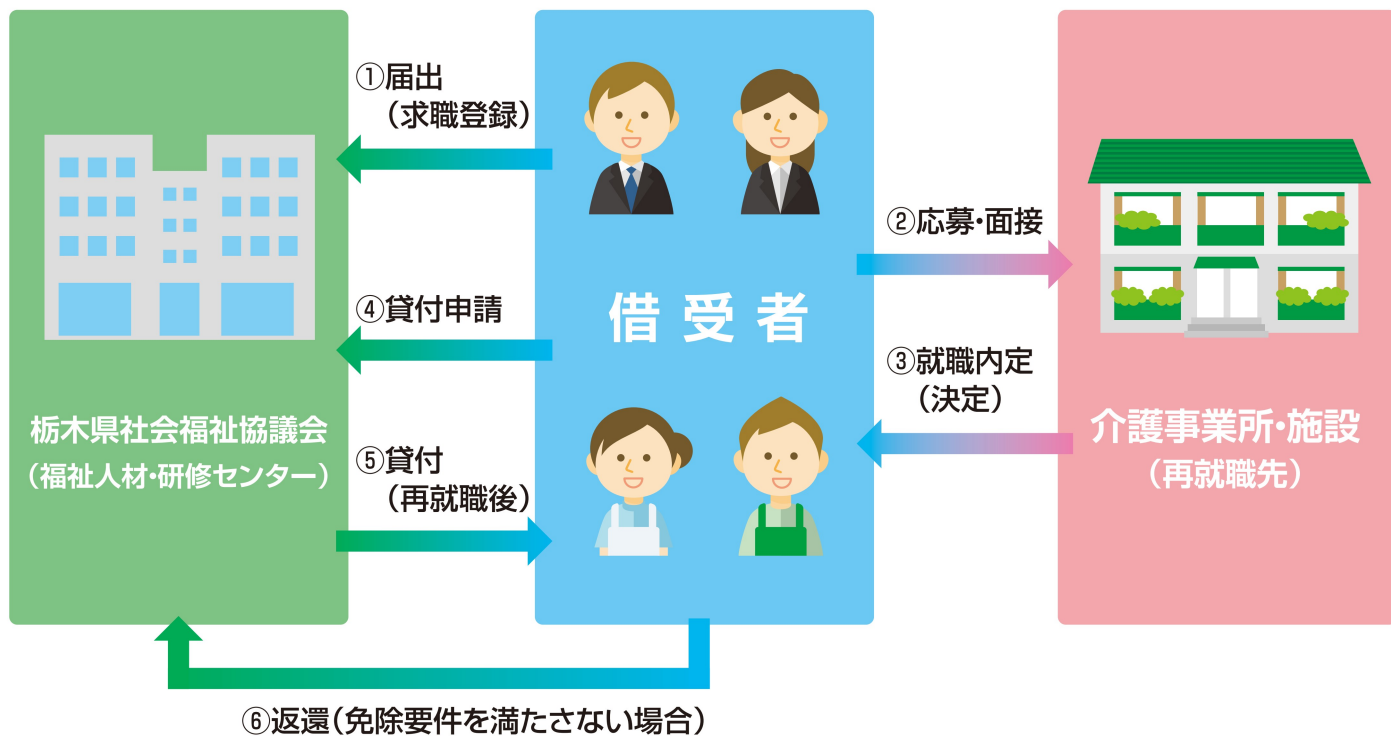 ①届出
(求職登録)
②応募・面接
借受者
④貸付申請
③就職内定
(決定)
栃木県社会福祉協議会
(福祉人材・研修センター)
介護事業所・施設
(再就職先)
⑤貸付
(再就職後)
⑥返還(免除要件を満たさない場合)